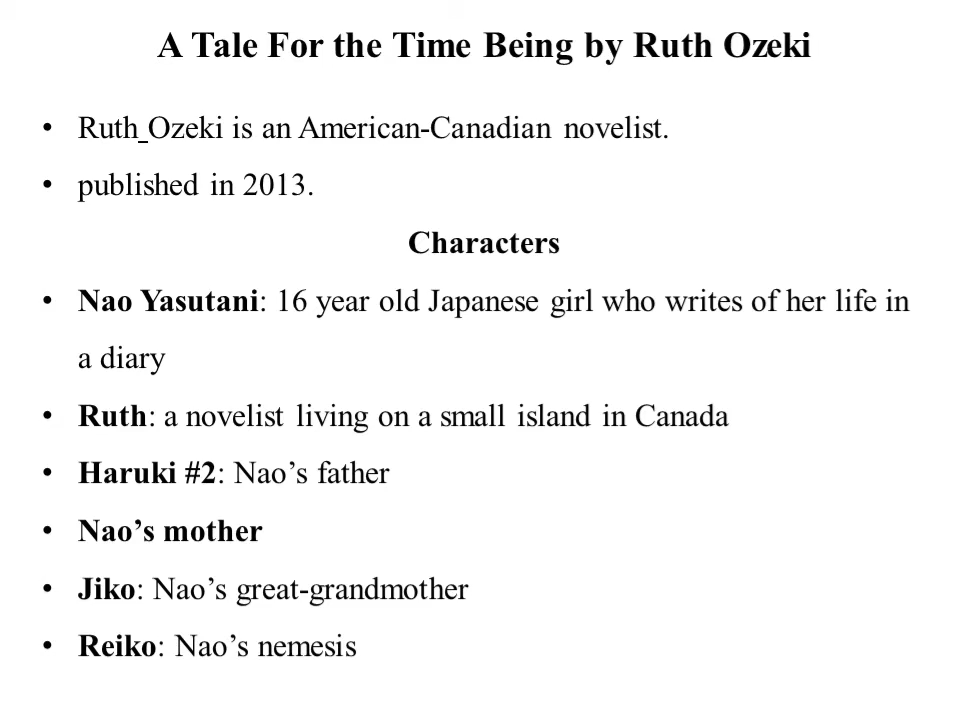 A Tale For the Time Being by Ruth Ozeki
• Ruth Ozeki is an American-Canadian novelist.
• published in 2013.
Characters
• Nao Yasutani: 16 year old Japanese girl who writes of her life in
a diary
• Ruth: a novelist living on a small island in Canada
• Haruki #2: Nao’s father
• Nao’s mother
• Jiko: Nao’s great-grandmother
• Reiko: Nao’s nemesis